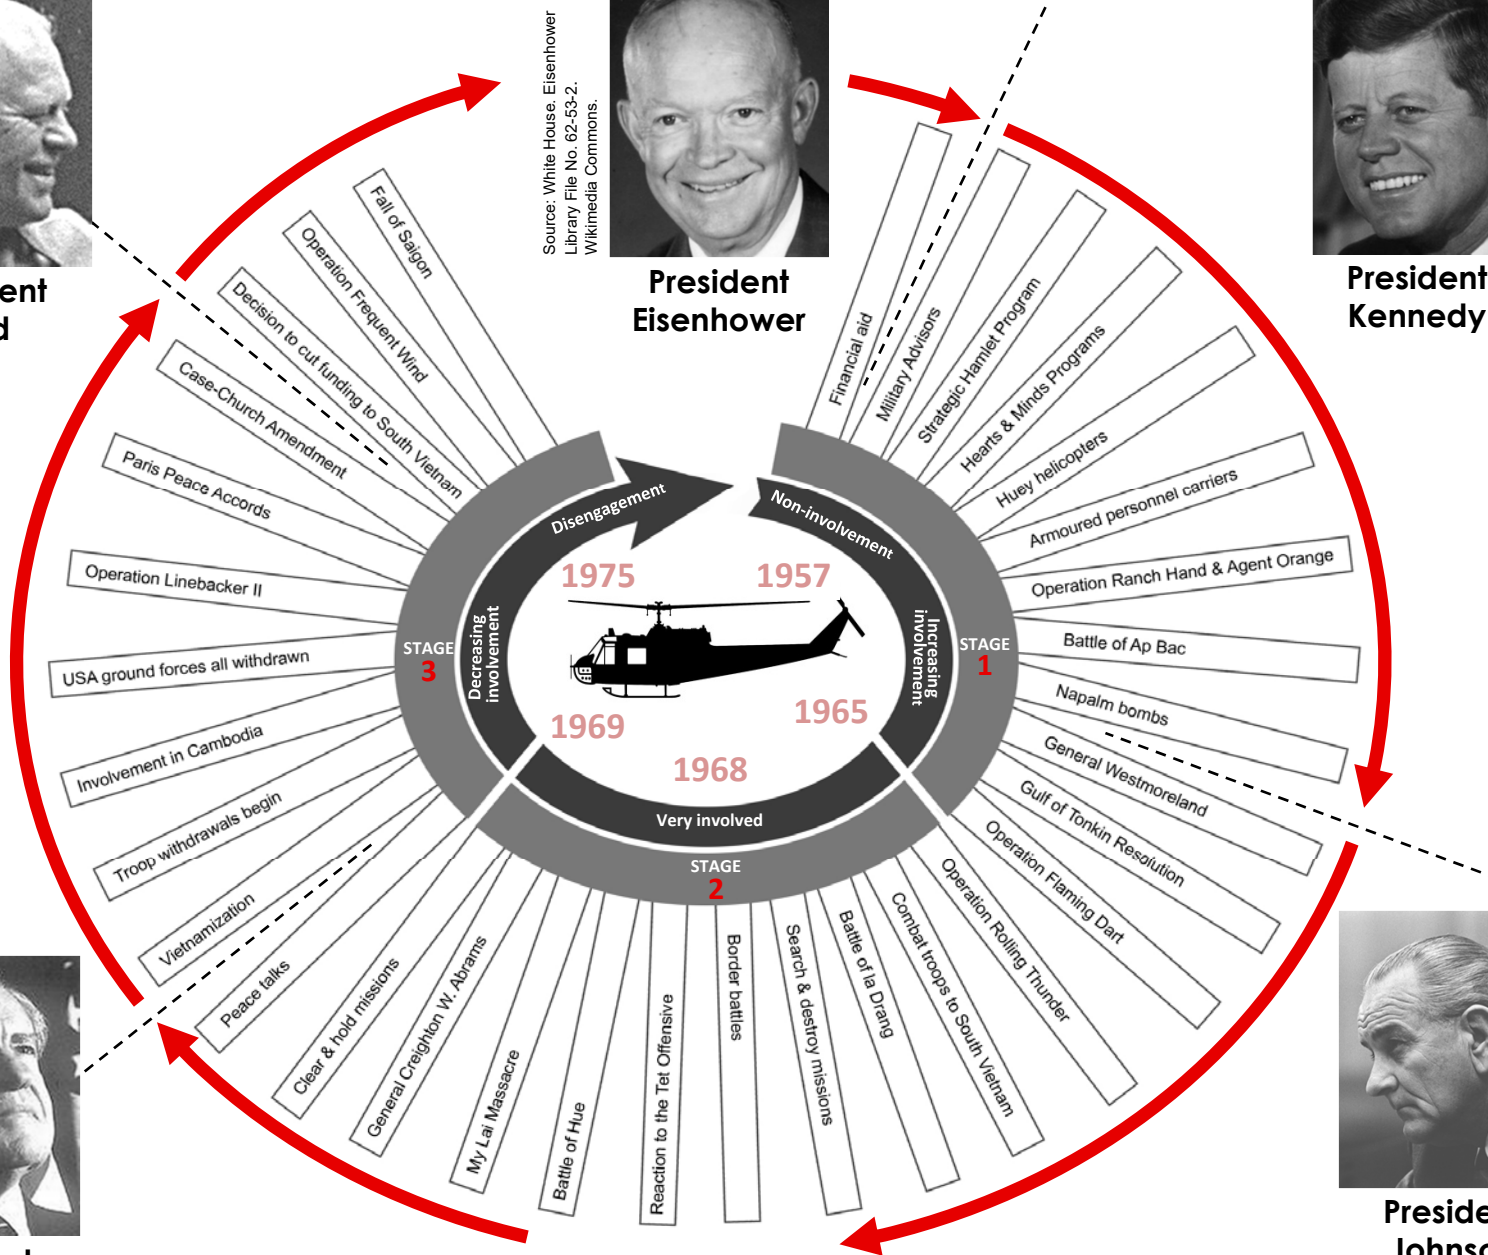 Source: White House. Eisenhower
Library File No. 62-53-2.
Wikimedia Commons.
President
Eisenhower
President
Kennedy
Financial aid
Military Advisors
Strategic Hamlet Program
Hearts & Minds Programs
Huey helicopters
Armoured personnel carriers
Operation Ranch Hand & Agent Orange
Battle of Ap Bac
Napalm bombs
General Westmoreland
Gulf of Tonkin Resolution
Operation Flaming Dart
Operation Rolling Thunder
Combat troops to South Vietnam
Battle of Ia Drang
Search & destroy missions
Border battles
Reaction to the Tet Offensive
Battle of Hue
My Lai Massacre
General Creighton W. Abrams
Clear & hold missions
Peace talks
Vietnamization
Troop withdrawals begin
Involvement in Cambodia
USA ground forces all withdrawn
Operation Linebacker II
Paris Peace Accords
Case-Church Amendment
Decision to cut funding to South Vietnam
Operation Frequent Wind
Fall of Saigon
Non-involvement
Increasing
involvement
Very involved
Decreasing
involvement
Disengagement
STAGE
1
STAGE
2
STAGE
3
1957
1965
1968
1969
1975
ent
d
Preside
Johnso